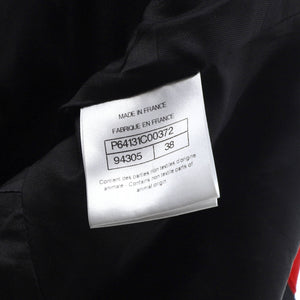 MADE IN FRANCE
FABRIQUE EN FRANCE
P64131C00372
94305 38
Contient des parties non textiles d'origine
animale - Contains non textile parts of
animal origin